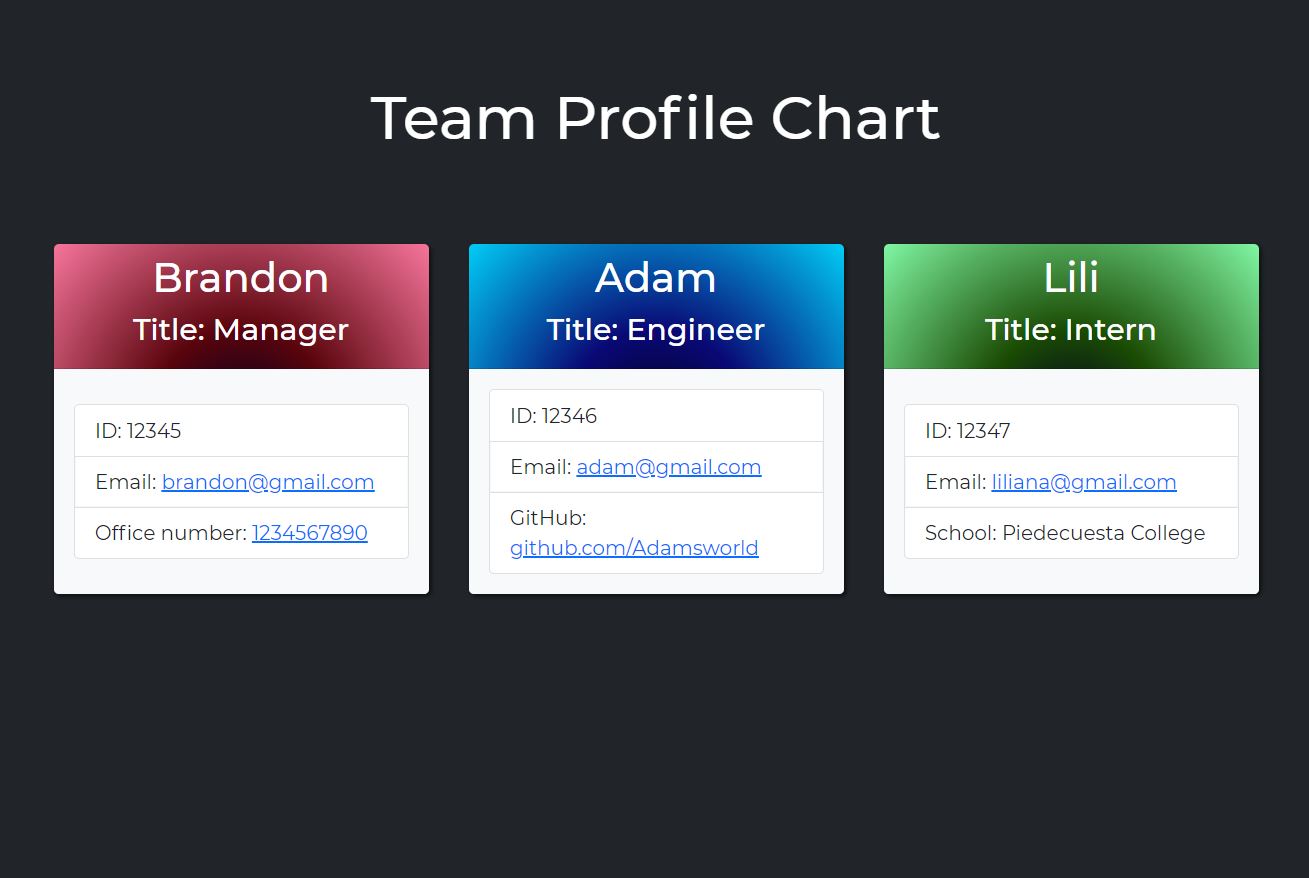 Team Profile Chart
Brandon
Title: Manager
ID: 12345
Email: brandon@gmail.com
Office number: 1234567890
Adam
Title: Engineer
ID: 12346
Email: adam@gmail.com
GitHub:
github.com/Adamsworld
Lili
Title: Intern
ID: 12347
Email: liliana@gmail.com
School: Piedecuesta College